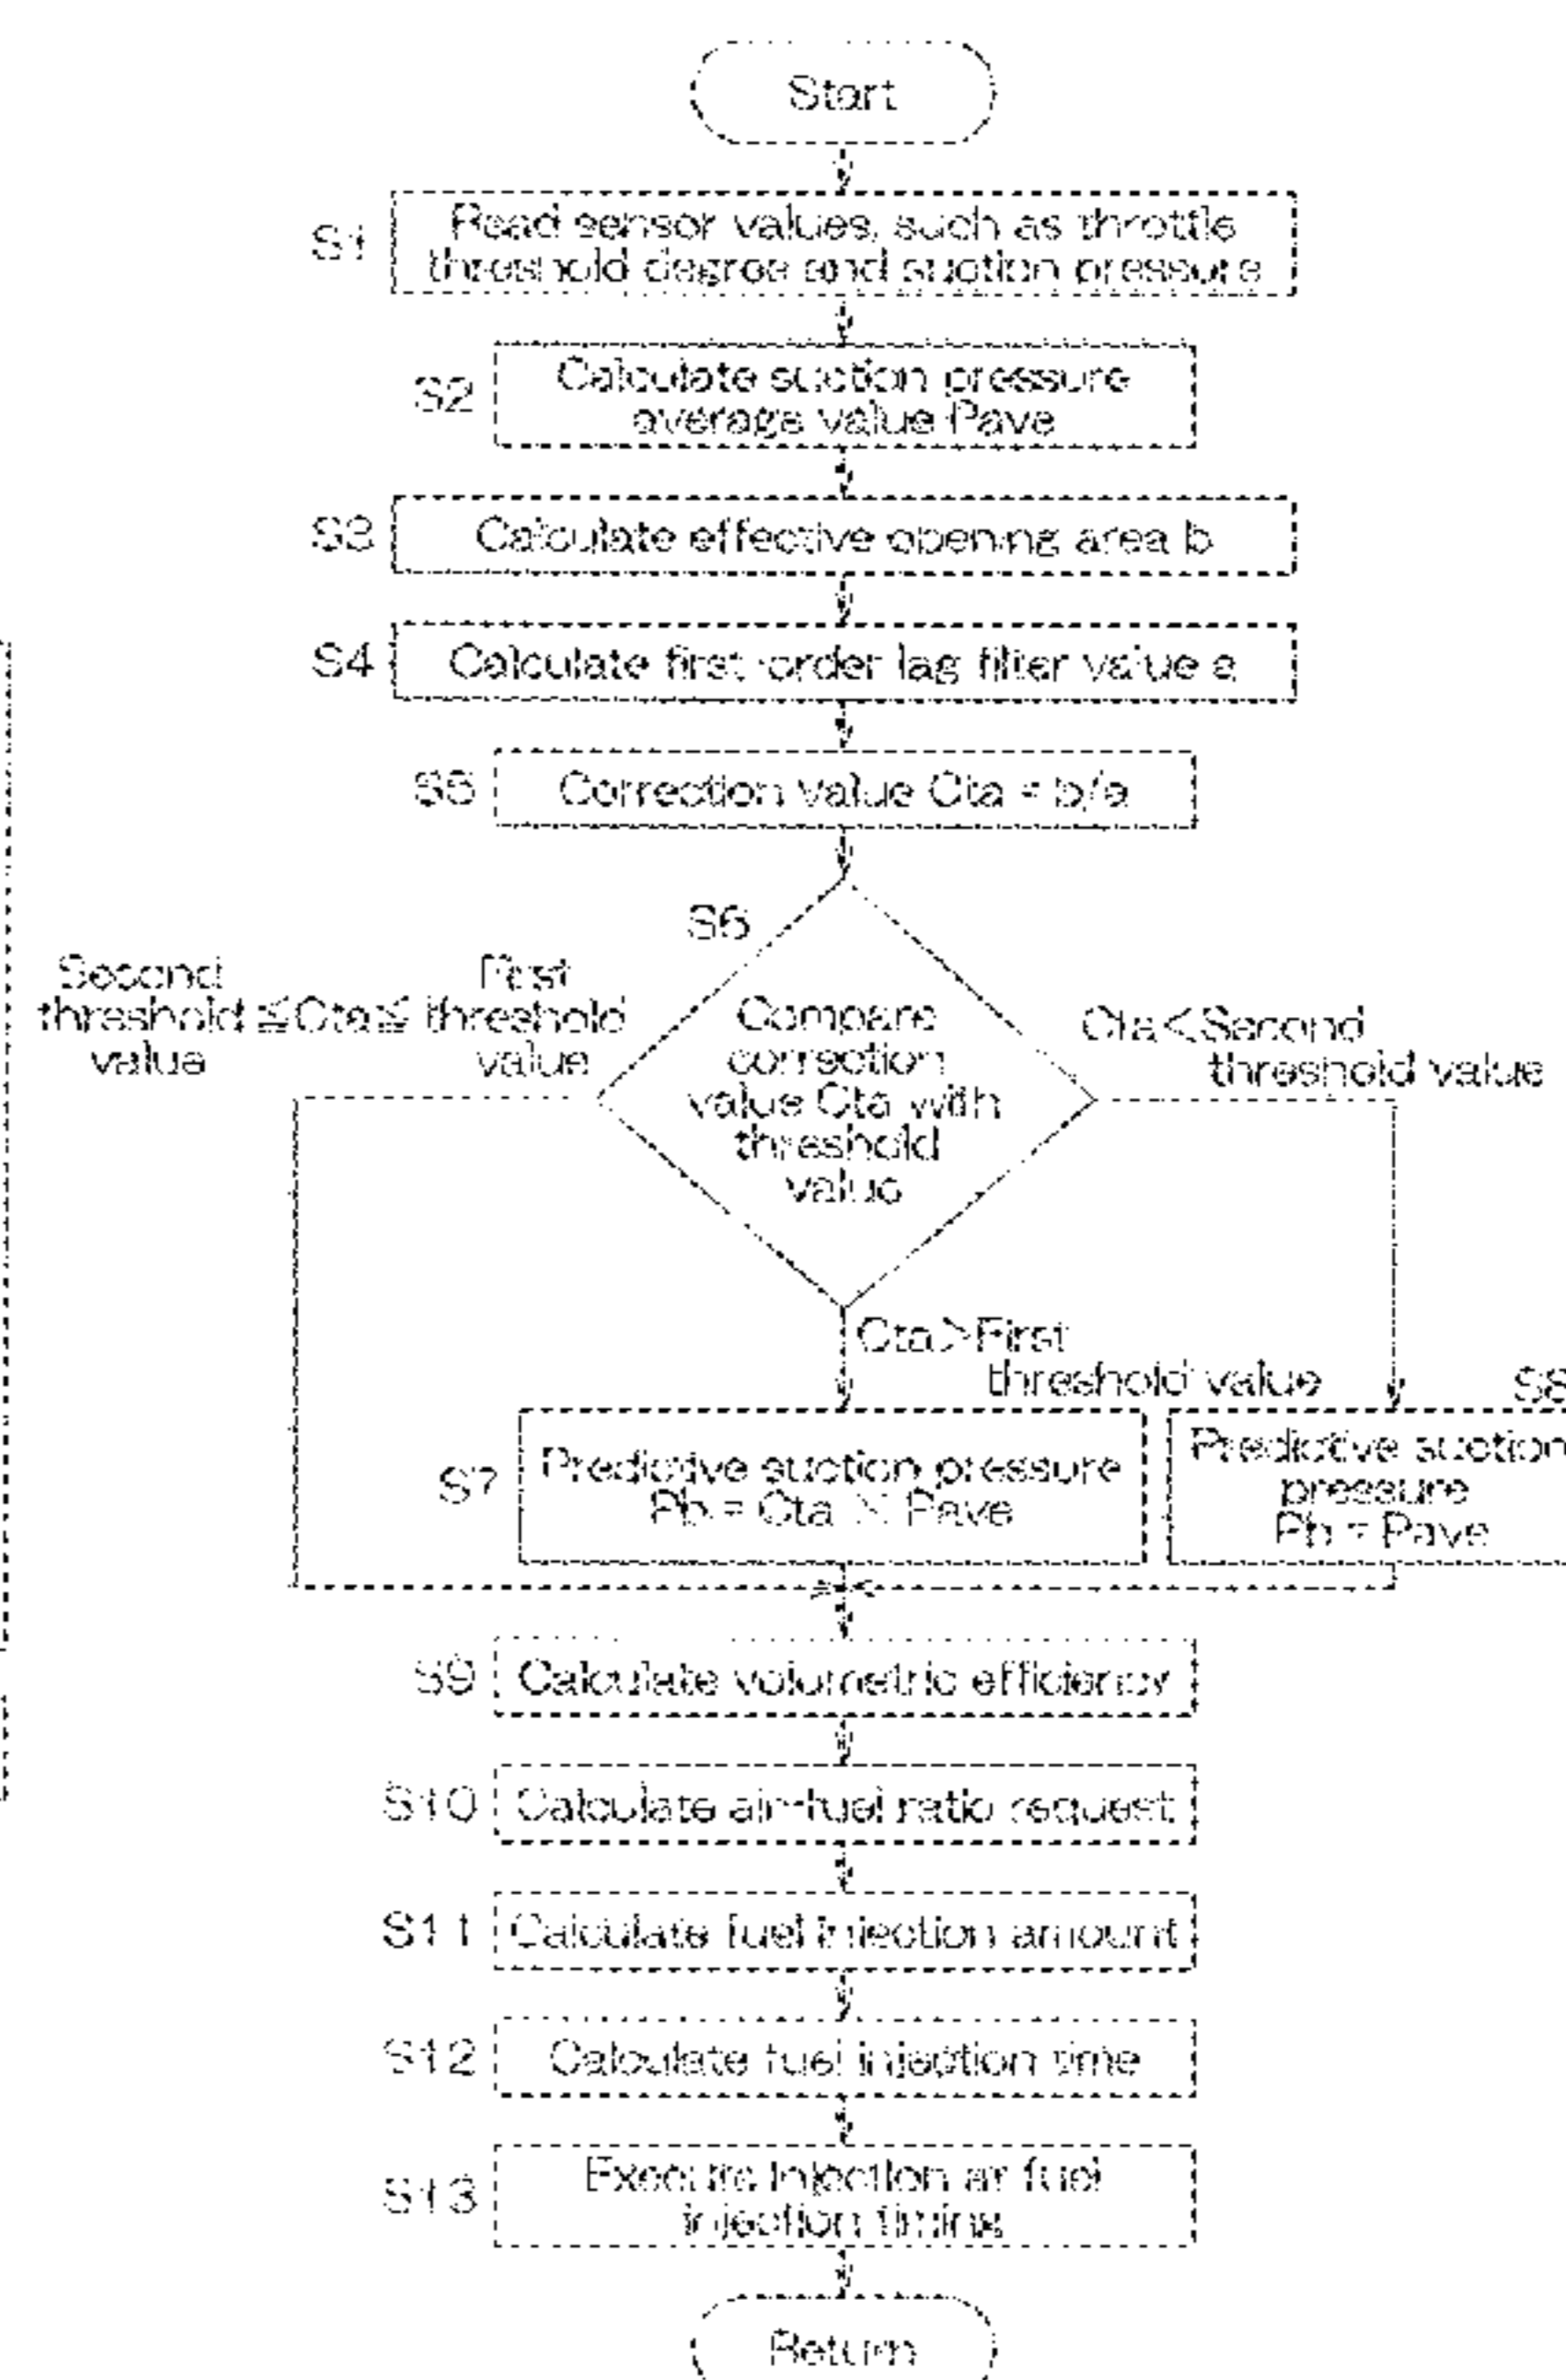 Start
S1
Read sensor values, such as throttle
threshold degree and suction pressure
S2
Calculate suction pressure
average value Pave
S3
Calculate effective opening area b
S4
Calculate first-order lag filter value a
S5
Correction value Cta = b/a
S6
Compare
correction
value Cta with
threshold
value
Second First
threshold ≦Cta≦ threshold
value value
Cta<Second
threshold value
Cta>First
threshold value
S7
Predictive suction pressure
Pb = Cta × Pave
S8
Predictive suction
pressure
Pb = Pave
S9
Calculate volumetric efficiency
S10
Calculate air-fuel ratio request
S11
Calculate fuel injection amount
S12
Calculate fuel injection time
S13
Execute injection at fuel
injection timing
Return